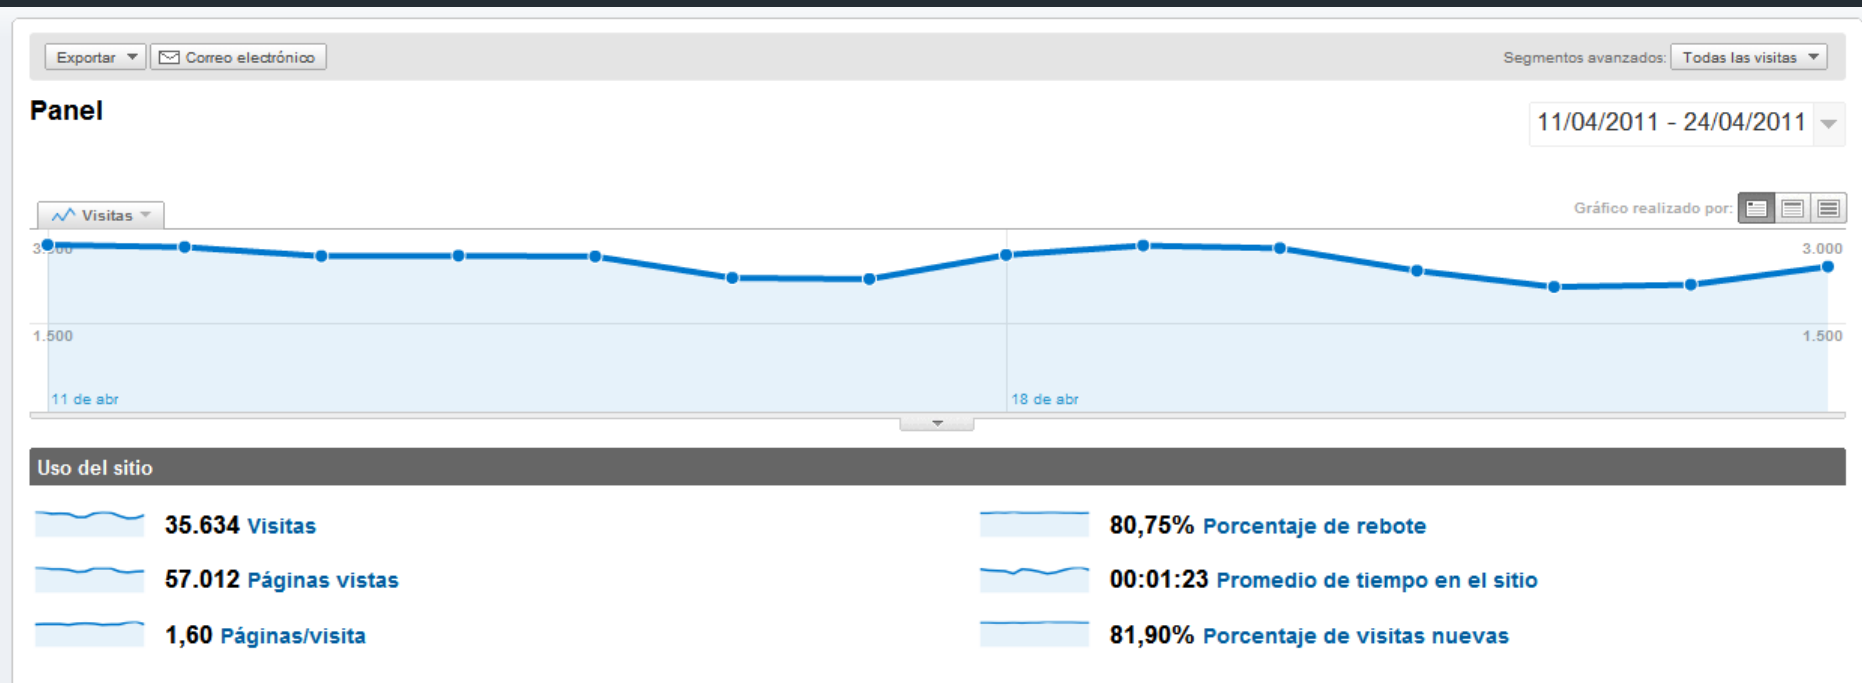 Exportar Correo electrónico Segmentos avanzados: Todas las visitas
Panel
11/04/2011 - 24/04/2011
Visitas Gráfico realizado por:
3.000 3.000
1.500 1.500
11 de abr 18 de abr
Uso del sitio
35.634 Visitas 80,75% Porcentaje de rebote
57.012 Páginas vistas 00:01:23 Promedio de tiempo en el sitio
1,60 Páginas/visita 81,90% Porcentaje de visitas nuevas